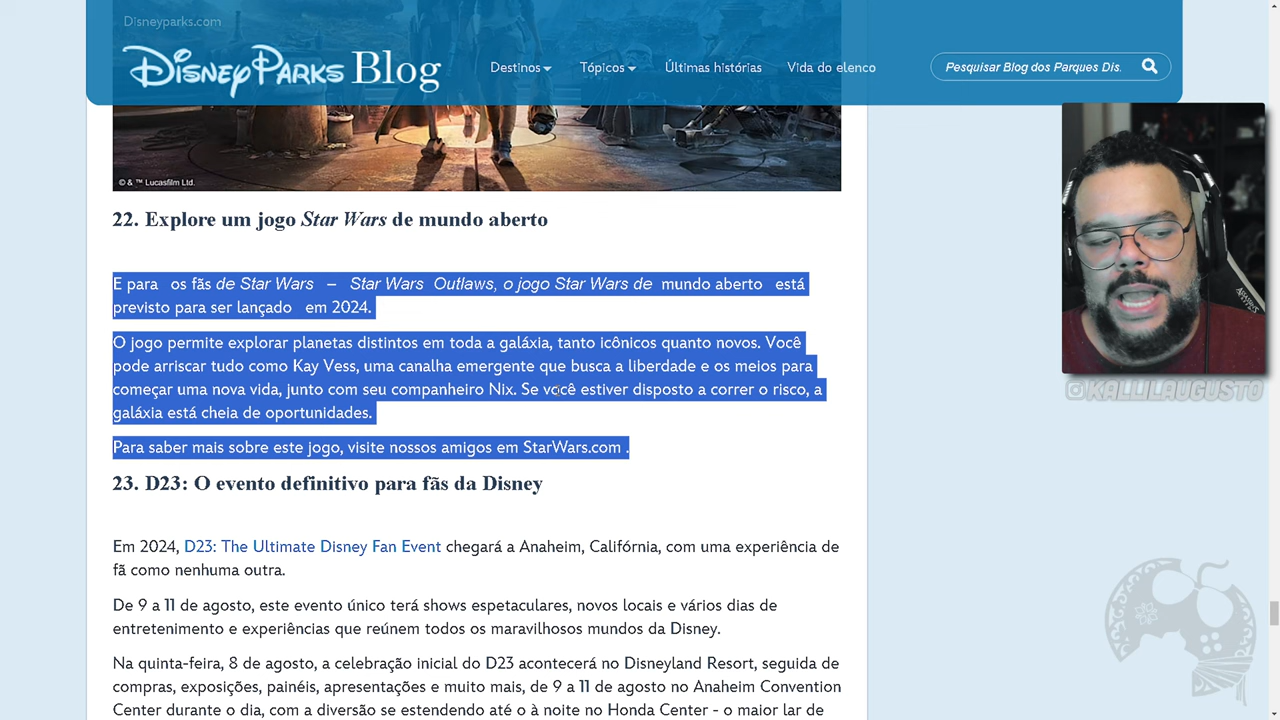 Disneyparks.com
DISNEY PARKS Blog
Destinos
Tópicos
Últimas histórias
Vida do elenco
Pesquisar Blog dos Parques Dis.
© & ™ Lucasfilm Ltd.
22. Explore um jogo Star Wars de mundo aberto
E para os fãs de Star Wars – Star Wars Outlaws, o jogo Star Wars de mundo aberto está
previsto para ser lançado em 2024.
O jogo permite explorar planetas distintos em toda a galáxia, tanto icônicos quanto novos. Você
pode arriscar tudo como Kay Vess, uma canalha emergente que busca a liberdade e os meios para
começar uma nova vida, junto com seu companheiro Nix. Se você estiver disposto a correr o risco, a
galáxia está cheia de oportunidades.
Para saber mais sobre este jogo, visite nossos amigos em StarWars.com .
23. D23: O evento definitivo para fãs da Disney
Em 2024, D23: The Ultimate Disney Fan Event chegará a Anaheim, Califórnia, com uma experiência de
fã como nenhuma outra.
De 9 a 11 de agosto, este evento único terá shows espetaculares, novos locais e vários dias de
entretenimento e experiências que reúnem todos os maravilhosos mundos da Disney.
Na quinta-feira, 8 de agosto, a celebração inicial do D23 acontecerá no Disneyland Resort, seguida de
compras, exposições, painéis, apresentações e muito mais, de 9 a 11 de agosto no Anaheim Convention
Center durante o dia, com a diversão se estendendo até o à noite no Honda Center - o maior lar de
KALLILAUGUSTO